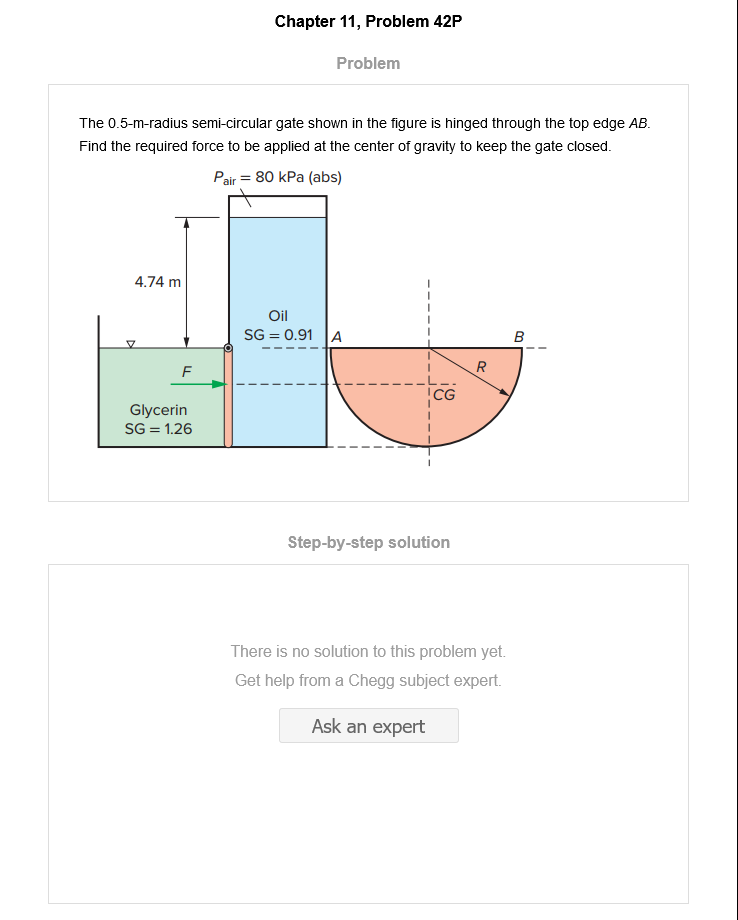 Chapter 11, Problem 42P
Problem
The 0.5-m-radius semi-circular gate shown in the figure is hinged through the top edge AB.
Find the required force to be applied at the center of gravity to keep the gate closed.
Pair = 80 kPa (abs)
4.74 m
Oil
SG = 0.91
A
B
F
R
CG
Glycerin
SG = 1.26
Step-by-step solution
There is no solution to this problem yet.
Get help from a Chegg subject expert.
Ask an expert